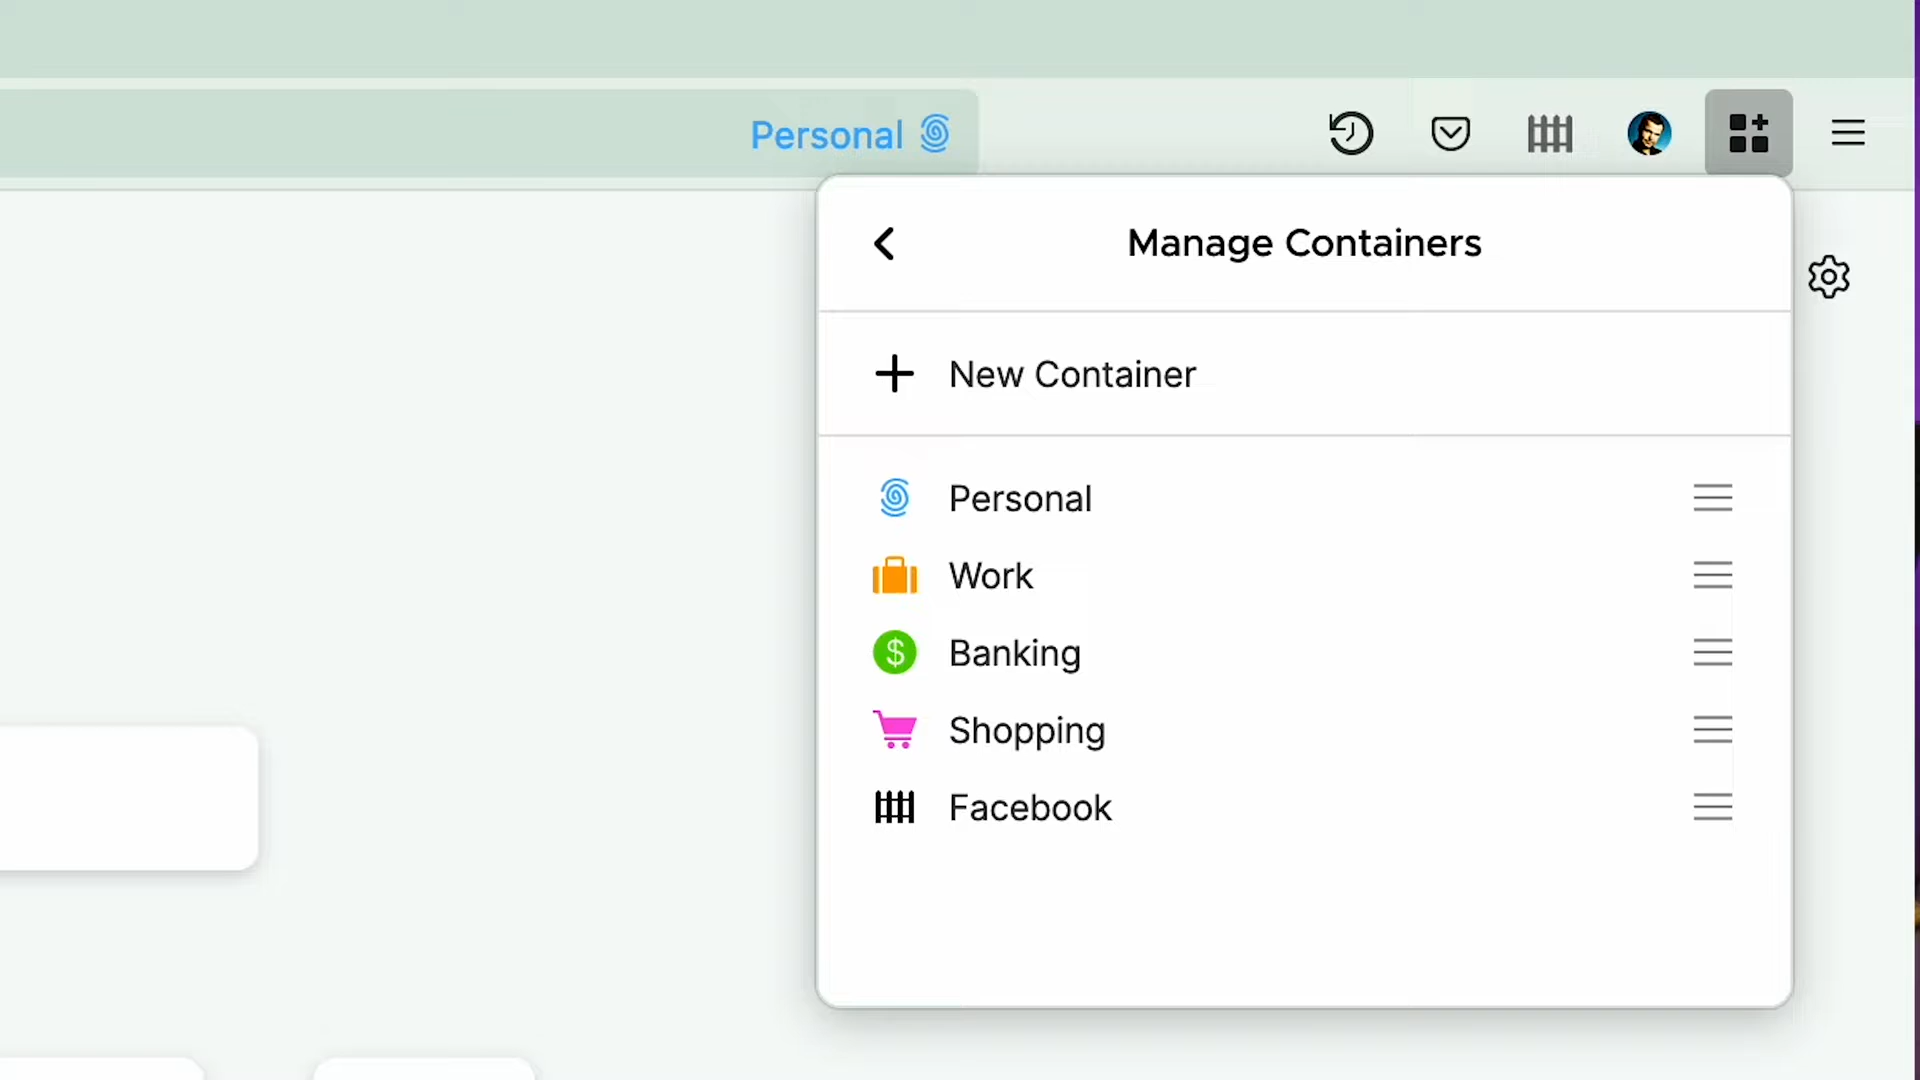 Personal
Manage Containers
New Container
Personal
Work
$ Banking
Shopping
Facebook